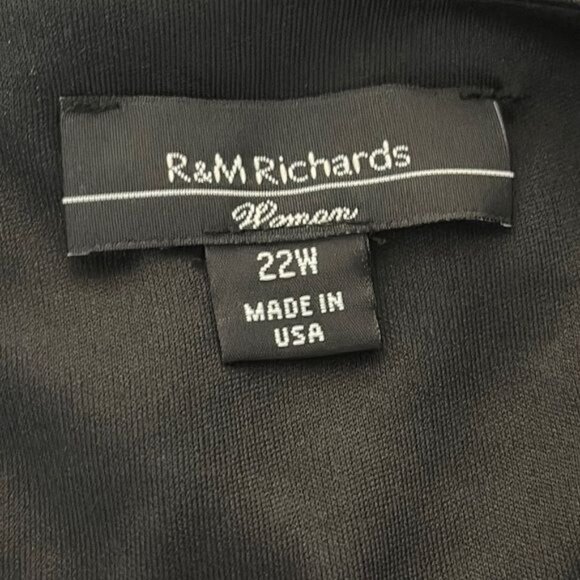 R&M Richards
Woman
22W
MADE IN
USA